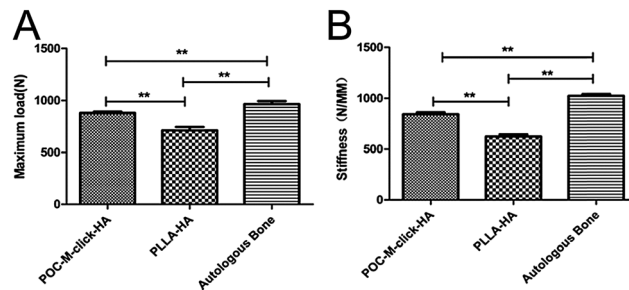 A
Maximum load(N)
1500
1000
500
0
**
**
**
POC-M-click-HA
PLLA-HA
Autologous Bone
B
Stiffness (N/MM)
1500
1000
500
0
**
**
**
POC-M-click-HA
PLLA-HA
Autologous Bone